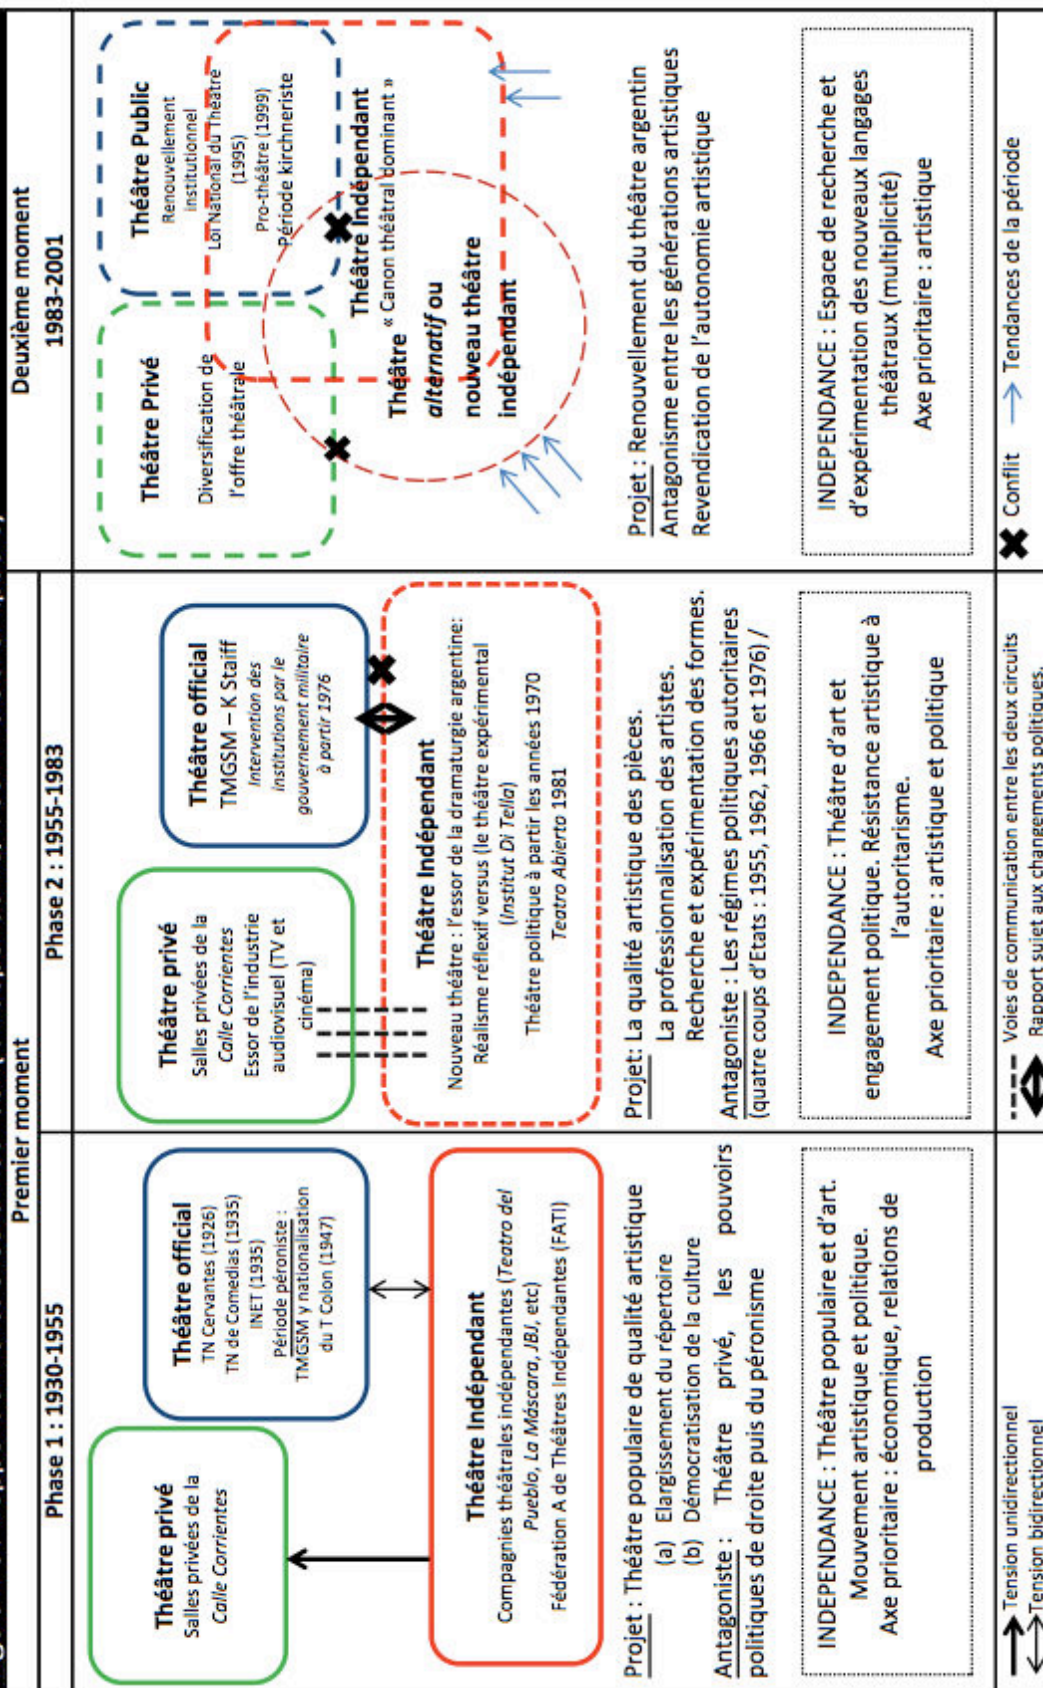 Premier moment
Deuxième moment
Phase 1 : 1930-1955
Phase 2 : 1955-1983
1983-2001
Théâtre privé
Salles privées de la
Calle Corrientes
Théâtre official
TN Cervantes (1926)
TN de Comedias (1935)
INET (1935)
Période péroniste :
TMGSM y nationalisation
du T Colon (1947)
Théâtre Indépendant
Compagnies théâtrales indépendantes (Teatro del
Pueblo, La Máscara, JBJ, etc)
Fédération A de Théâtres Indépendantes (FATI)
Projet : Théâtre populaire de qualité artistique
(a) Elargissement du répertoire
(b) Démocratisation de la culture
Antagoniste : Théâtre privé, les pouvoirs
politiques de droite puis du péronisme
INDEPENDANCE : Théâtre populaire et d'art.
Mouvement artistique et politique.
Axe prioritaire : économique, relations de
production
Théâtre privé
Salles privées de la
Calle Corrientes
Essor de l'industrie
audiovisuel (TV et
cinéma)
Théâtre official
TMGSM – K Staiff
Intervention des
institutions par le
gouvernement militaire
à partir 1976
Théâtre Indépendant
Nouveau théâtre : l'essor de la dramaturgie argentine:
Réalisme réflexif versus (le théâtre expérimental
(Institut Di Tella)
Théâtre politique à partir les années 1970
Teatro Abierto 1981
Projet: La qualité artistique des pièces.
La professionnalisation des artistes.
Recherche et expérimentation des formes.
Antagoniste : Les régimes politiques autoritaires
(quatre coups d'Etats : 1955, 1962, 1966 et 1976) /
INDEPENDANCE : Théâtre d'art et
engagement politique. Résistance artistique à
l'autoritarisme.
Axe prioritaire : artistique et politique
Théâtre Privé
Diversification de
l'offre théâtrale
Théâtre Public
Renouvellement
institutionnel
Loi National du Théâtre
(1995)
Pro-théâtre (1999)
Période kirchneriste
Théâtre Indépendant
« Canon théâtral dominant »
Théâtre
alternatif ou
nouveau théâtre
indépendant
Projet : Renouvellement du théâtre argentin
Antagonisme entre les générations artistiques
Revendication de l'autonomie artistique
INDEPENDANCE : Espace de recherche et
d'expérimentation des nouveaux langages
théâtraux (multiplicité)
Axe prioritaire : artistique
Tension unidirectionnel
Tension bidirectionnel
Voies de communication entre les deux circuits
Rapport sujet aux changements politiques.
Conflit
Tendances de la période